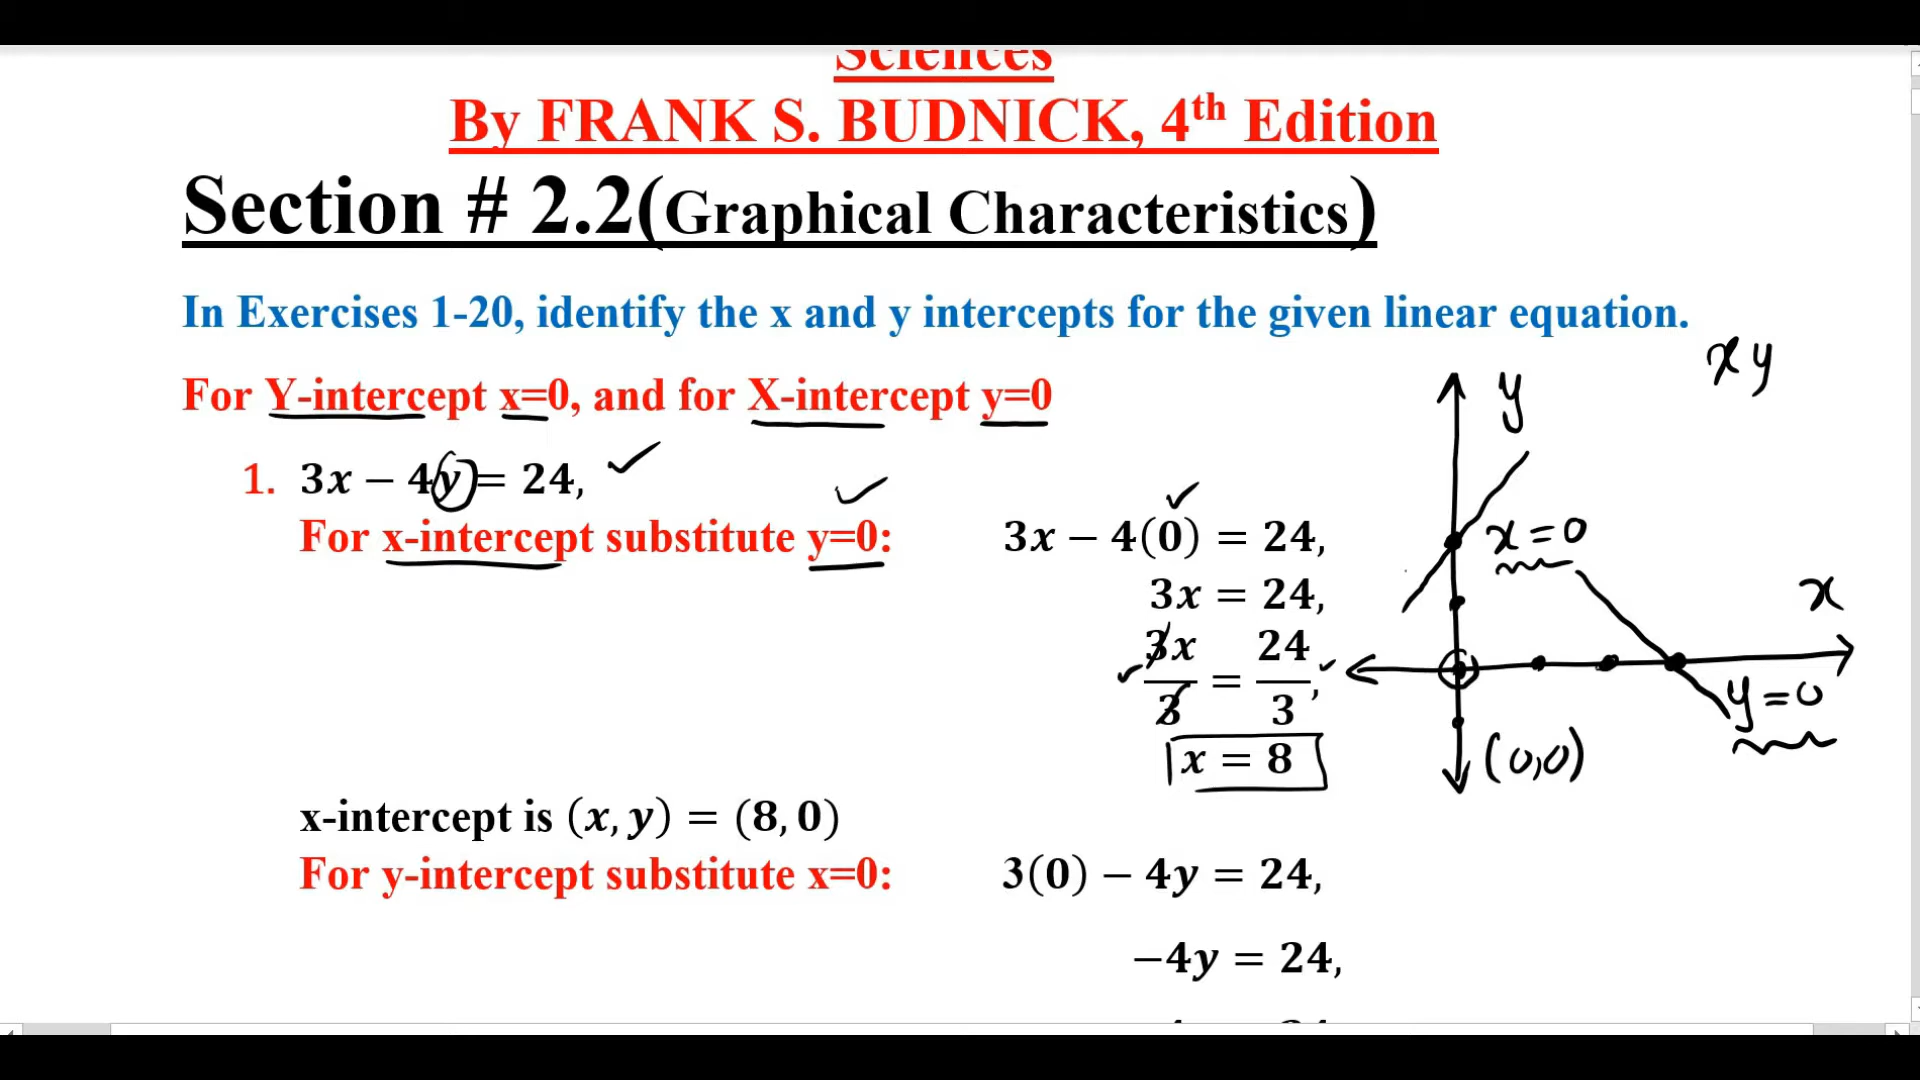 Sciences
By FRANK S. BUDNICK, 4th Edition
Section # 2.2(Graphical Characteristics)
In Exercises 1-20, identify the x and y intercepts for the given linear equation.
x y
For Y-intercept x=0, and for X-intercept y=0
y
1. 3x − 4y = 24,
For x-intercept substitute y=0: 3x − 4(0) = 24,
x=0
3x = 24,
x
3x/3 = 24/3,
y=0
x = 8
(0,0)
x-intercept is (x, y) = (8, 0)
For y-intercept substitute x=0: 3(0) − 4y = 24,
−4y = 24,